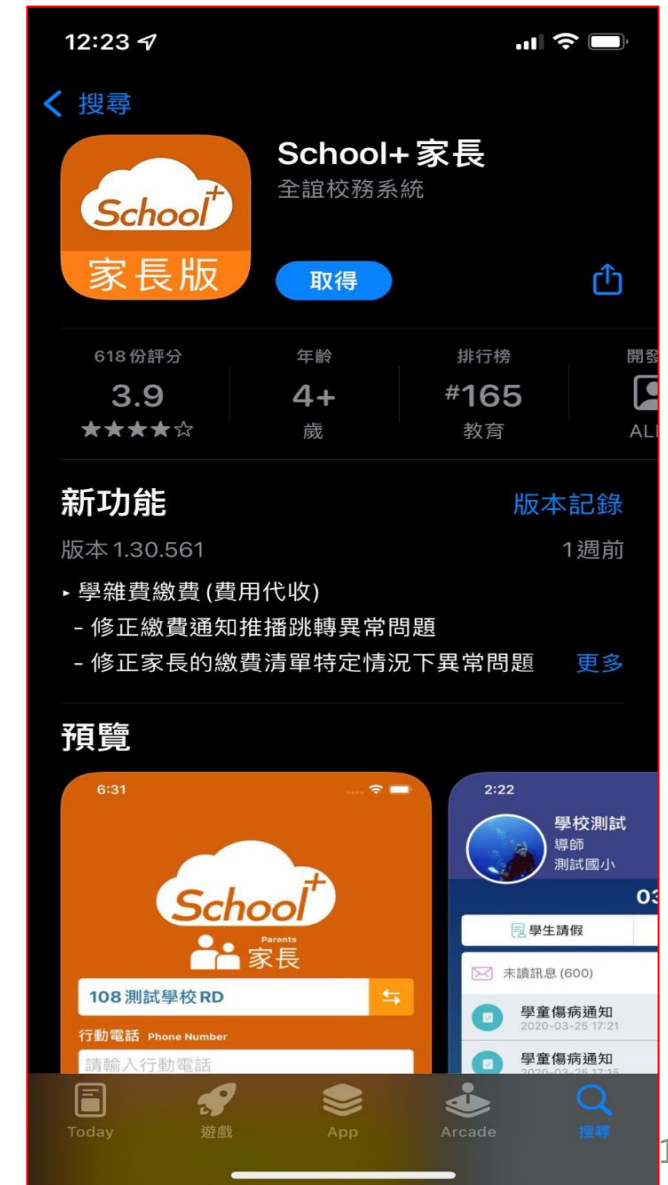 12:23
搜尋
School+
家長版
School+ 家長
全誼校務系統
取得
618 份評分
3.9
★★★★☆
年齡
4+
歲
排行榜
#165
教育
新功能
版本記錄
版本 1.30.561
1 週前
▸ 學雜費繳費 (費用代收)
- 修正繳費通知推播跳轉異常問題
- 修正家長的繳費清單特定情況下異常問題
更多
預覽
6:31
School+
Parents
家長
108 測試學校 RD
行動電話 Phone Number
請輸入行動電話
2:22
學校測試
導師
測試國小
03
學生請假
未讀訊息 (600)
學童傷病通知
2020-03-25 17:21
學童傷病通知
2020-03-25 17:15
Today
遊戲
App
Arcade
搜尋
1